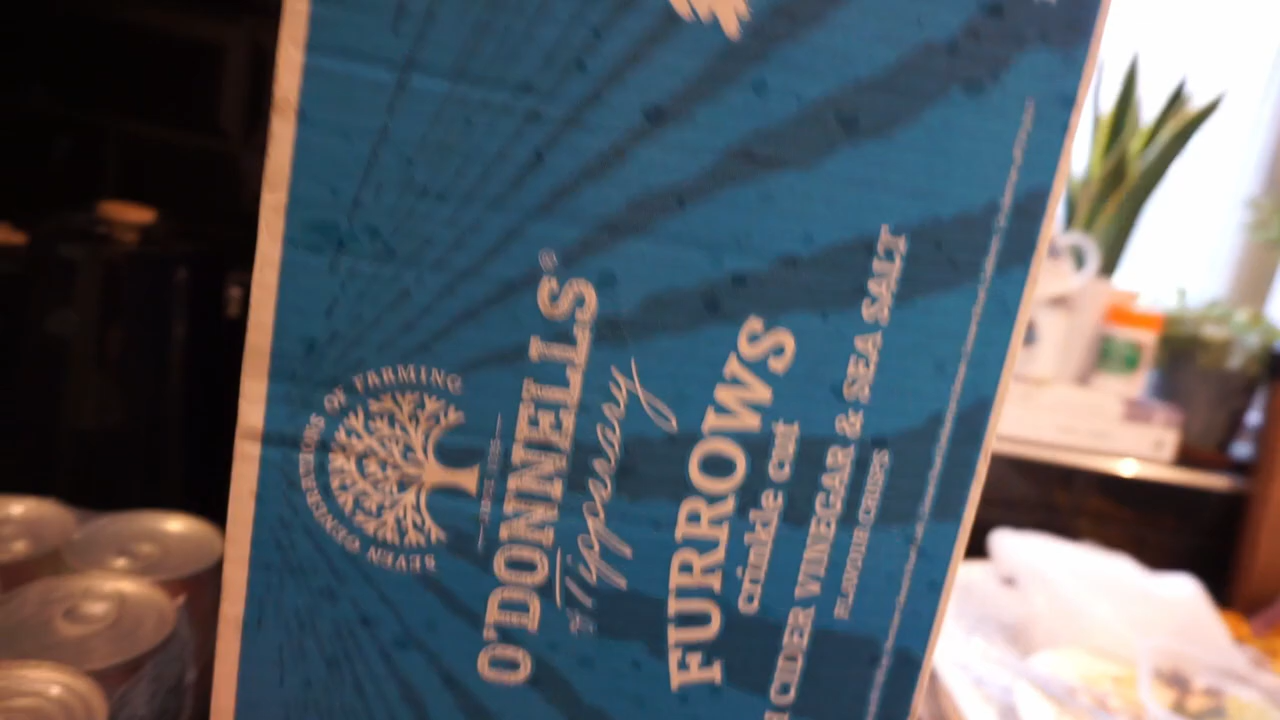 SEVEN GENERATIONS OF FARMING
O'DONNELLS®
of Tipperary
FURROWS
crinkle cut
CIDER VINEGAR & SEA SALT
FLAVOUR CRISPS